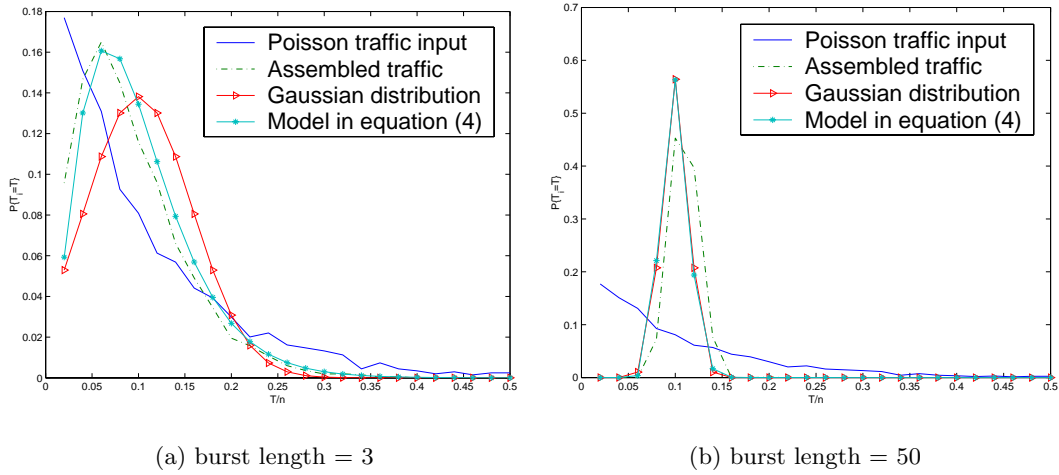 0.18
0.16
0.14
0.12
0.1
0.08
0.06
0.04
0.02
0
P{T_i=T}
Poisson traffic input
Assembled traffic
Gaussian distribution
Model in equation (4)
0 0.05 0.1 0.15 0.2 0.25 0.3 0.35 0.4 0.45 0.5
T/n
(a) burst length = 3
0.7
0.6
0.5
0.4
0.3
0.2
0.1
0
P{T_i=T}
Poisson traffic input
Assembled traffic
Gaussian distribution
Model in equation (4)
0 0.05 0.1 0.15 0.2 0.25 0.3 0.35 0.4 0.45 0.5
T/n
(b) burst length = 50